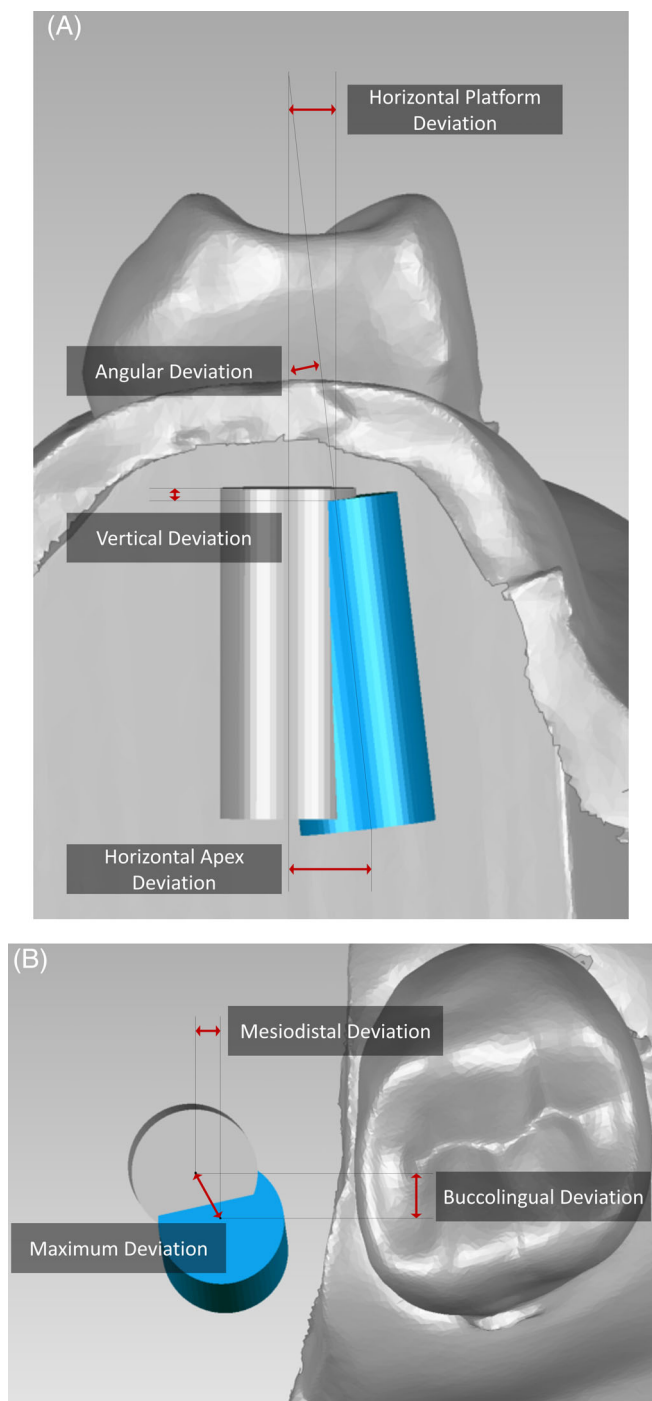 (A)
Horizontal Platform
Deviation
Angular Deviation
Vertical Deviation
Horizontal Apex
Deviation
(B)
Mesiodistal Deviation
Buccolingual Deviation
Maximum Deviation